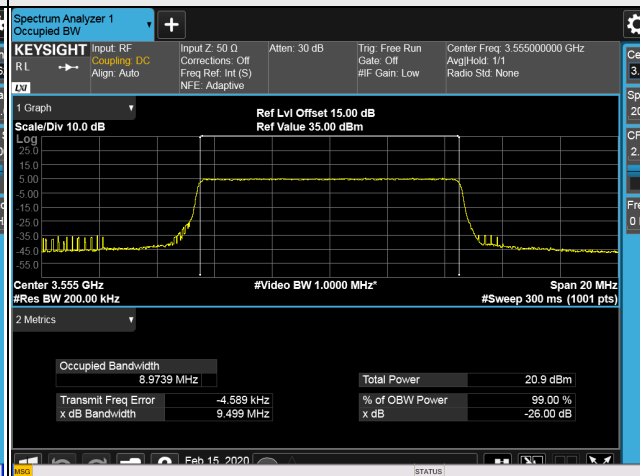 Spectrum Analyzer 1
Occupied BW
+
KEYSIGHT Input: RF Input Z: 50 Ω Atten: 30 dB Trig: Free Run Center Freq: 3.555000000 GHz
RL Coupling: DC Corrections: Off Gate: Off Avg|Hold: 1/1
Align: Auto Freq Ref: Int (S) #IF Gain: Low Radio Std: None
LXI NFE: Adaptive
1 Graph
Ref Lvl Offset 15.00 dB
Scale/Div 10.0 dB Ref Value 35.00 dBm
Log
25.0
15.0
5.00
-5.00
-15.0
-25.0
-35.0
-45.0
-55.0
Center 3.555 GHz #Video BW 1.0000 MHz* Span 20 MHz
#Res BW 200.00 kHz #Sweep 300 ms (1001 pts)
2 Metrics
Occupied Bandwidth
8.9739 MHz Total Power 20.9 dBm
Transmit Freq Error -4.589 kHz % of OBW Power 99.00 %
x dB Bandwidth 9.499 MHz x dB -26.00 dB
Feb 15, 2020
MSG STATUS